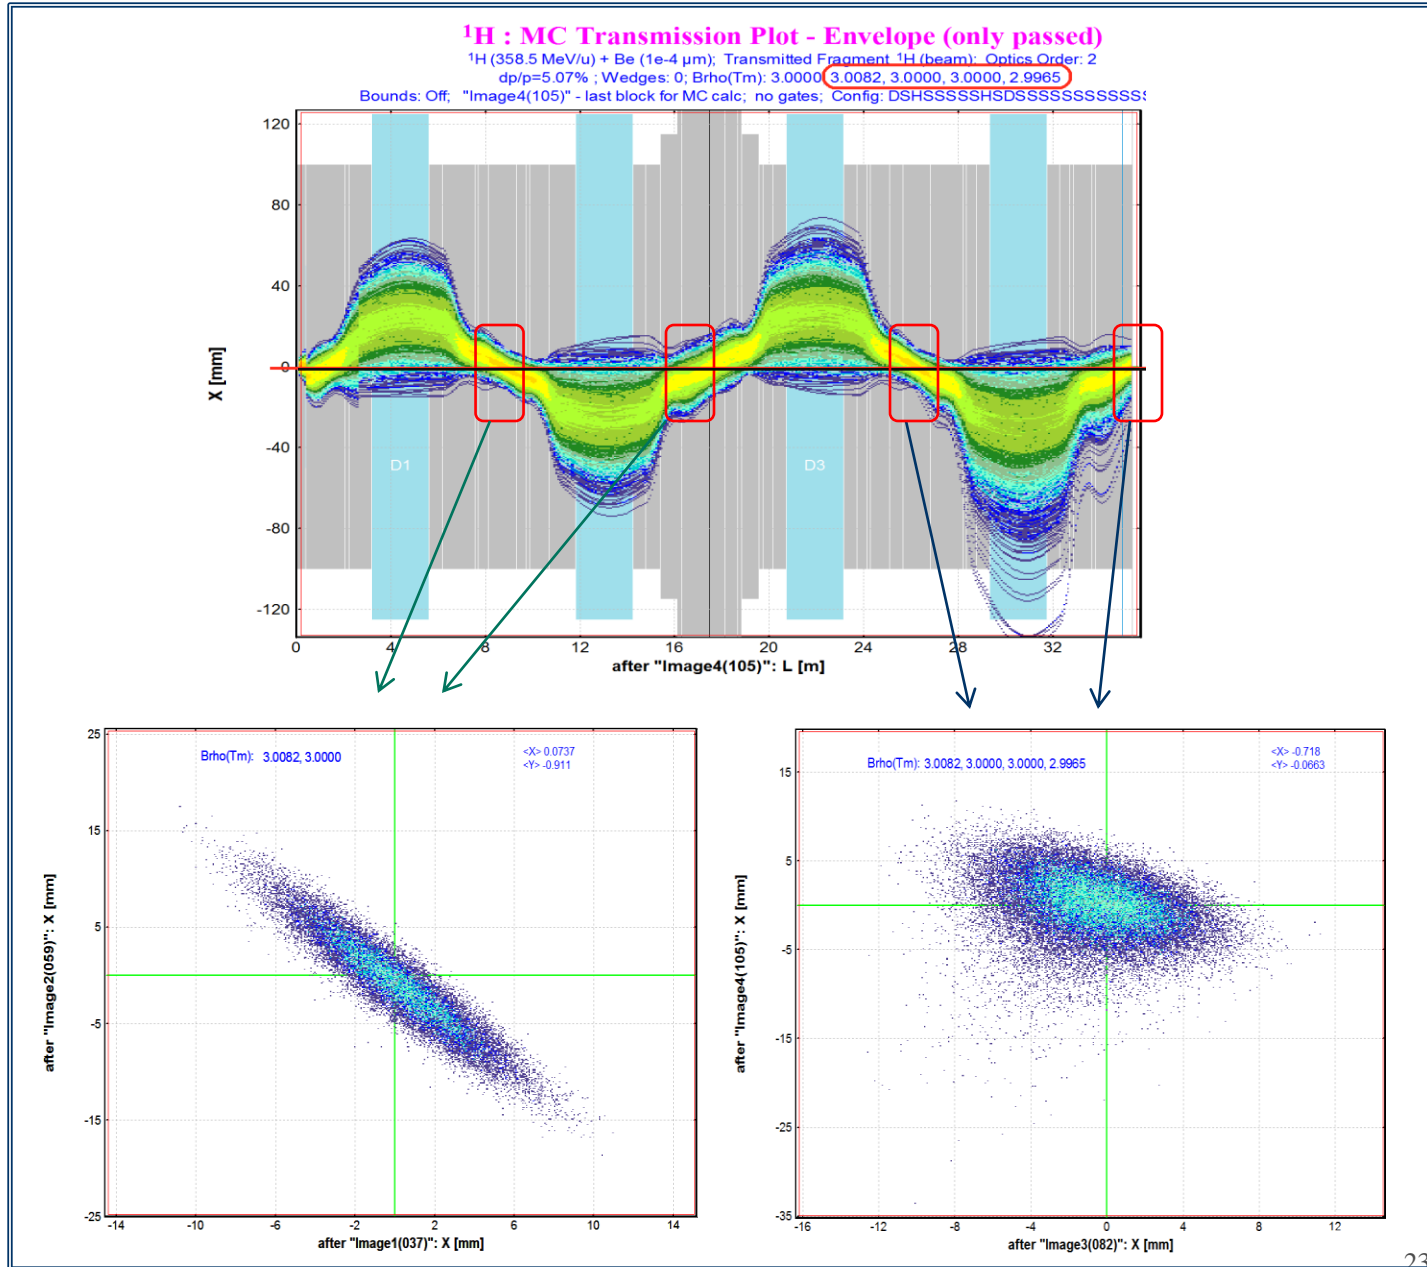 ¹H : MC Transmission Plot - Envelope (only passed)
¹H (358.5 MeV/u) + Be (1e-4 µm); Transmitted Fragment ¹H (beam); Optics Order: 2
dp/p=5.07% ; Wedges: 0; Brho(Tm): 3.0000, 3.0082, 3.0000, 3.0000, 2.9965
Bounds: Off; "Image4(105)" - last block for MC calc; no gates; Config: DSHSSSSSHSDSSSSSSSSSSS
120
80
40
0
-40
-80
-120
X [mm]
D1
D3
0
4
8
12
16
20
24
28
32
after "Image4(105)": L [m]
25
15
5
-5
-15
-25
after "Image2(059)": X [mm]
Brho(Tm): 3.0082, 3.0000
<X> 0.0737
<Y> -0.911
-14
-10
-6
-2
2
6
10
14
after "Image1(037)": X [mm]
15
5
-5
-15
-25
-35
after "Image4(105)": X [mm]
Brho(Tm): 3.0082, 3.0000, 3.0000, 2.9965
<X> -0.718
<Y> -0.0663
-16
-12
-8
-4
0
4
8
12
after "Image3(082)": X [mm]
23